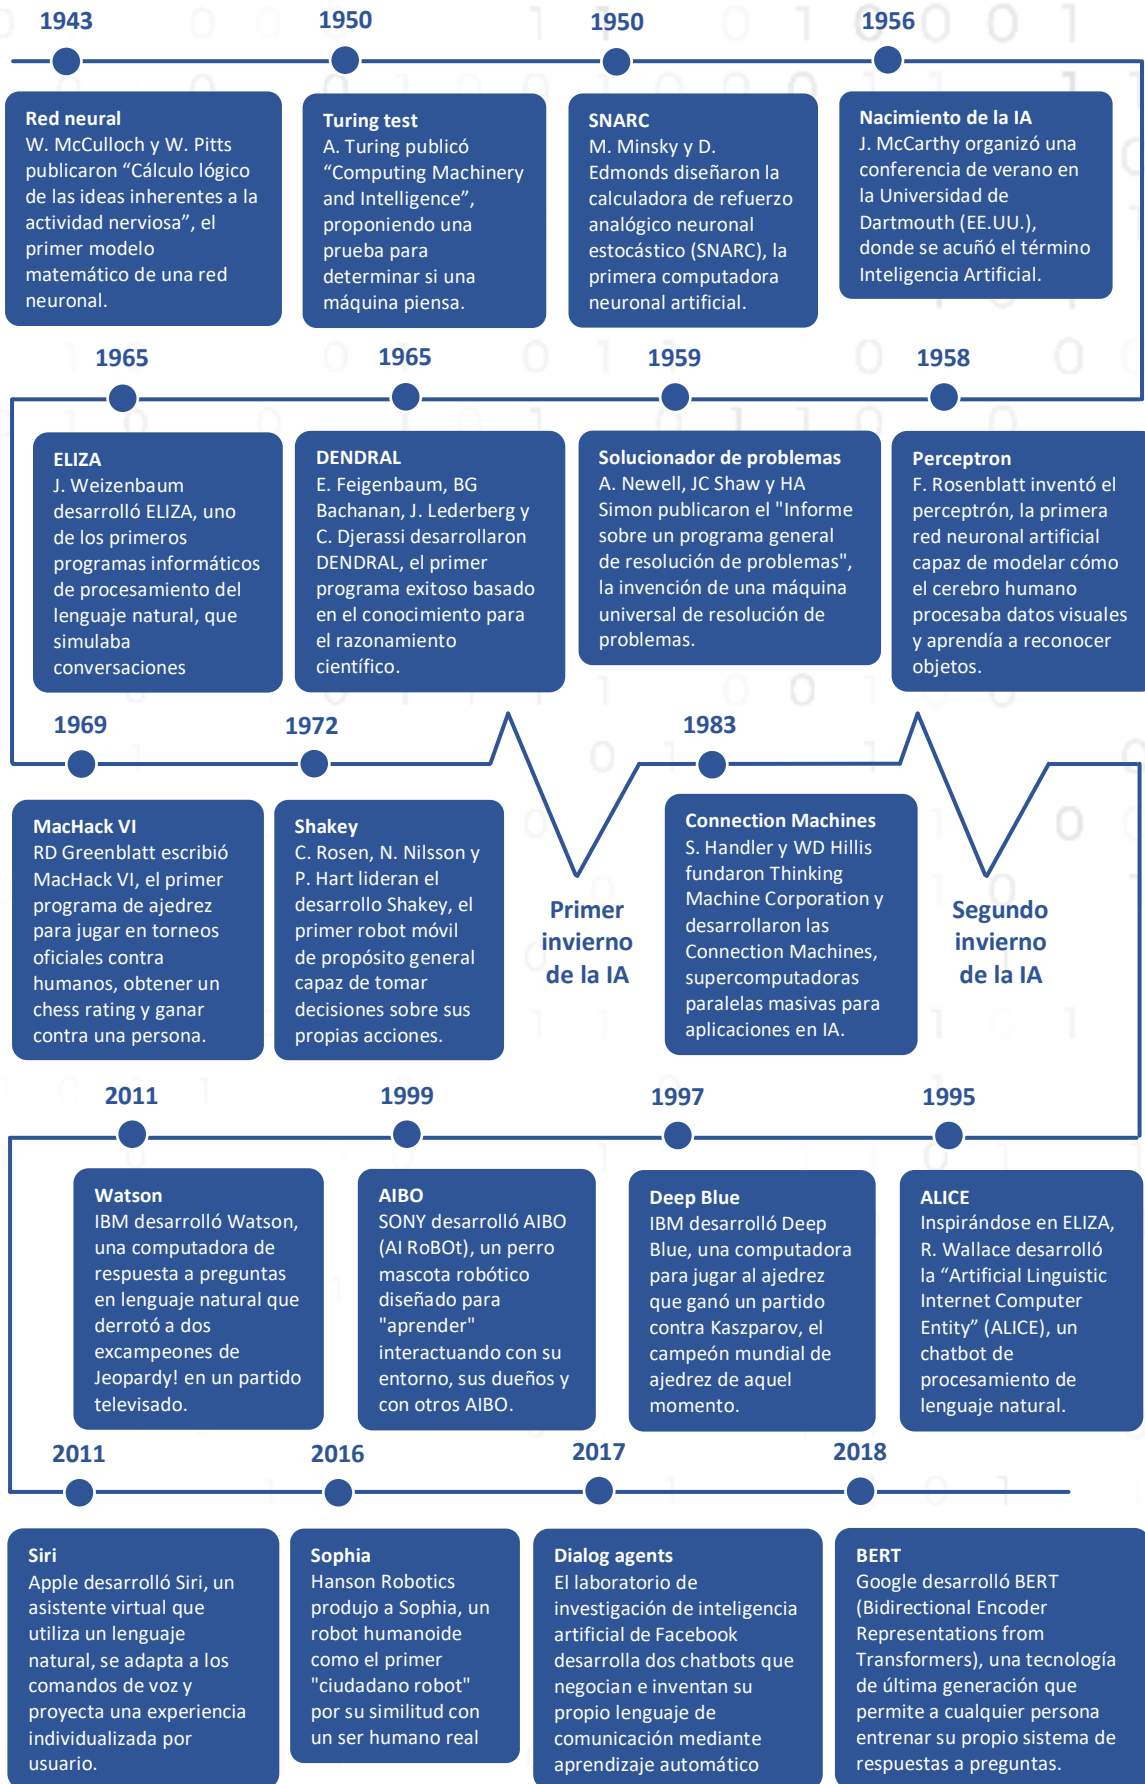 1943
Red neural
W. McCulloch y W. Pitts
publicaron “Cálculo lógico
de las ideas inherentes a la
actividad nerviosa”, el
primer modelo
matemático de una red
neuronal.
1950
Turing test
A. Turing publicó
“Computing Machinery
and Intelligence”,
proponiendo una
prueba para
determinar si una
máquina piensa.
1950
SNARC
M. Minsky y D.
Edmonds diseñaron la
calculadora de refuerzo
analógico neuronal
estocástico (SNARC), la
primera computadora
neuronal artificial.
1956
Nacimiento de la IA
J. McCarthy organizó una
conferencia de verano en
la Universidad de
Dartmouth (EE.UU.),
donde se acuñó el término
Inteligencia Artificial.
1958
Perceptron
F. Rosenblatt inventó el
perceptrón, la primera
red neuronal artificial
capaz de modelar cómo
el cerebro humano
procesaba datos visuales
y aprendía a reconocer
objetos.
1959
Solucionador de problemas
A. Newell, JC Shaw y HA
Simon publicaron el "Informe
sobre un programa general
de resolución de problemas",
la invención de una máquina
universal de resolución de
problemas.
1965
DENDRAL
E. Feigenbaum, BG
Bachanan, J. Lederberg y
C. Djerassi desarrollaron
DENDRAL, el primer
programa exitoso basado
en el conocimiento para
el razonamiento
científico.
1965
ELIZA
J. Weizenbaum
desarrolló ELIZA, uno
de los primeros
programas informáticos
de procesamiento del
lenguaje natural, que
simulaba
conversaciones
1969
MacHack VI
RD Greenblatt escribió
MacHack VI, el primer
programa de ajedrez
para jugar en torneos
oficiales contra
humanos, obtener un
chess rating y ganar
contra una persona.
1972
Shakey
C. Rosen, N. Nilsson y
P. Hart lideran el
desarrollo Shakey, el
primer robot móvil
de propósito general
capaz de tomar
decisiones sobre sus
propias acciones.
Primer
invierno
de la IA
1983
Connection Machines
S. Handler y WD Hillis
fundaron Thinking
Machine Corporation y
desarrollaron las
Connection Machines,
supercomputadoras
paralelas masivas para
aplicaciones en IA.
Segundo
invierno
de la IA
1995
ALICE
Inspirándose en ELIZA,
R. Wallace desarrolló
la “Artificial Linguistic
Internet Computer
Entity” (ALICE), un
chatbot de
procesamiento de
lenguaje natural.
1997
Deep Blue
IBM desarrolló Deep
Blue, una computadora
para jugar al ajedrez
que ganó un partido
contra Kaszparov, el
campeón mundial de
ajedrez de aquel
momento.
1999
AIBO
SONY desarrolló AIBO
(AI RoBOt), un perro
mascota robótico
diseñado para
"aprender"
interactuando con su
entorno, sus dueños y
con otros AIBO.
2011
Watson
IBM desarrolló Watson,
una computadora de
respuesta a preguntas
en lenguaje natural que
derrotó a dos
excampeones de
Jeopardy! en un partido
televisado.
2011
Siri
Apple desarrolló Siri, un
asistente virtual que
utiliza un lenguaje
natural, se adapta a los
comandos de voz y
proyecta una experiencia
individualizada por
usuario.
2016
Sophia
Hanson Robotics
produjo a Sophia, un
robot humanoide
como el primer
"ciudadano robot"
por su similitud con
un ser humano real
2017
Dialog agents
El laboratorio de
investigación de inteligencia
artificial de Facebook
desarrolla dos chatbots que
negocian e inventan su
propio lenguaje de
comunicación mediante
aprendizaje automático
2018
BERT
Google desarrolló BERT
(Bidirectional Encoder
Representations from
Transformers), una tecnología
de última generación que
permite a cualquier persona
entrenar su propio sistema de
respuestas a preguntas.